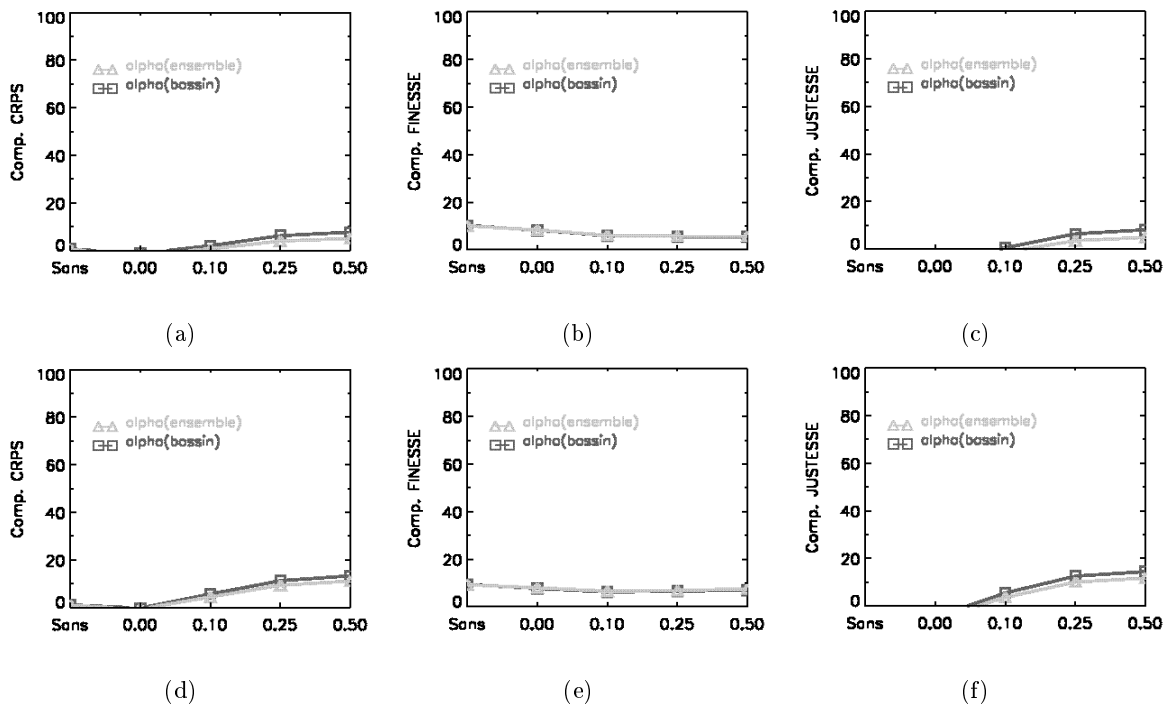 100
80
60
40
20
0
Comp. CRPS
alpha(ensemble)
alpha(bassin)
Sans 0.00 0.10 0.25 0.50
(a)
100
80
60
40
20
0
Comp. FINESSE
alpha(ensemble)
alpha(bassin)
Sans 0.00 0.10 0.25 0.50
(b)
100
80
60
40
20
0
Comp. JUSTESSE
alpha(ensemble)
alpha(bassin)
Sans 0.00 0.10 0.25 0.50
(c)
100
80
60
40
20
0
Comp. CRPS
alpha(ensemble)
alpha(bassin)
Sans 0.00 0.10 0.25 0.50
(d)
100
80
60
40
20
0
Comp. FINESSE
alpha(ensemble)
alpha(bassin)
Sans 0.00 0.10 0.25 0.50
(e)
100
80
60
40
20
0
Comp. JUSTESSE
alpha(ensemble)
alpha(bassin)
Sans 0.00 0.10 0.25 0.50
(f)